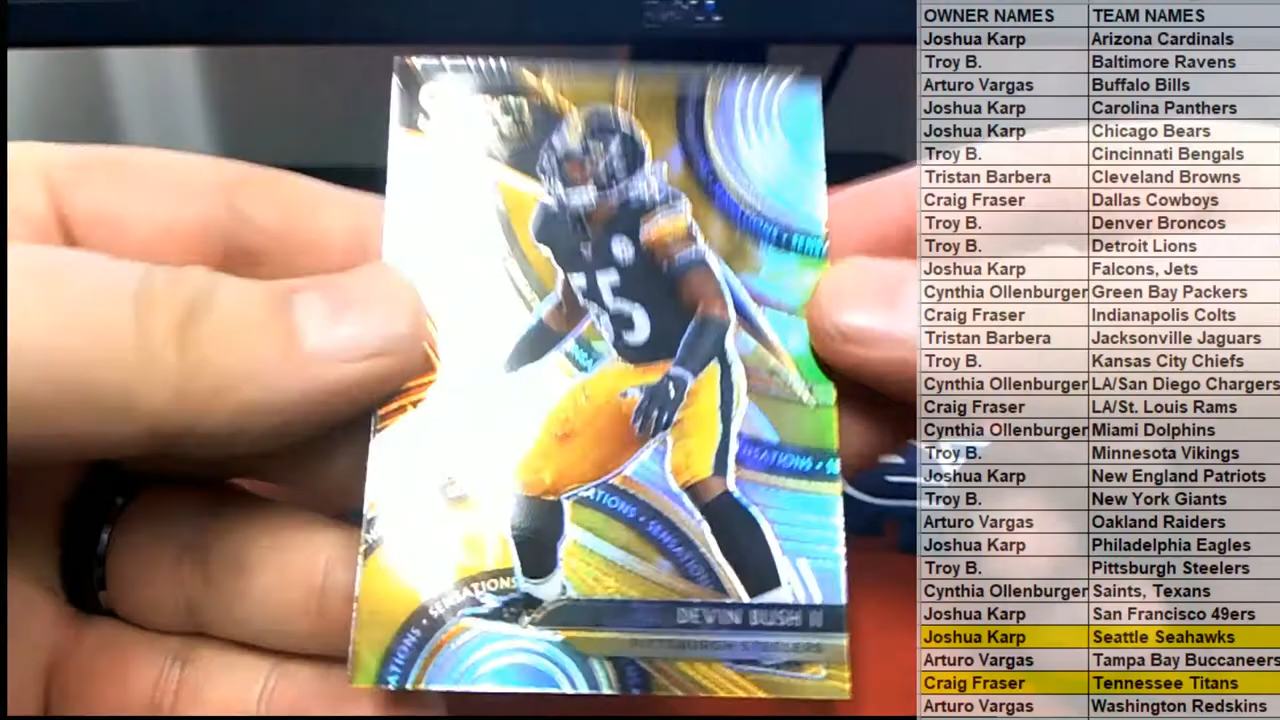 OWNER NAMES TEAM NAMES
Joshua Karp Arizona Cardinals
Troy B. Baltimore Ravens
Arturo Vargas Buffalo Bills
Joshua Karp Carolina Panthers
Joshua Karp Chicago Bears
Troy B. Cincinnati Bengals
Tristan Barbera Cleveland Browns
Craig Fraser Dallas Cowboys
Troy B. Denver Broncos
Troy B. Detroit Lions
Joshua Karp Falcons, Jets
Cynthia Ollenburger Green Bay Packers
Craig Fraser Indianapolis Colts
Tristan Barbera Jacksonville Jaguars
Troy B. Kansas City Chiefs
Cynthia Ollenburger LA/San Diego Chargers
Craig Fraser LA/St. Louis Rams
Cynthia Ollenburger Miami Dolphins
Troy B. Minnesota Vikings
Joshua Karp New England Patriots
Troy B. New York Giants
Arturo Vargas Oakland Raiders
Joshua Karp Philadelphia Eagles
Troy B. Pittsburgh Steelers
Cynthia Ollenburger Saints, Texans
Joshua Karp San Francisco 49ers
Joshua Karp Seattle Seahawks
Arturo Vargas Tampa Bay Buccaneers
Craig Fraser Tennessee Titans
Arturo Vargas Washington Redskins
55
SENSATIONS • SENSATIONS
DEVIN BUSH II
PITTSBURGH STEELERS